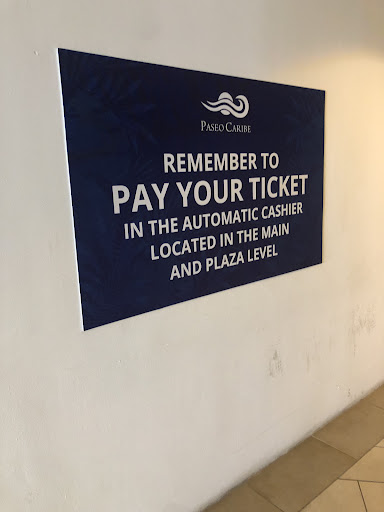 PASEO CARIBE
REMEMBER TO
PAY YOUR TICKET
IN THE AUTOMATIC CASHIER
LOCATED IN THE MAIN
AND PLAZA LEVEL